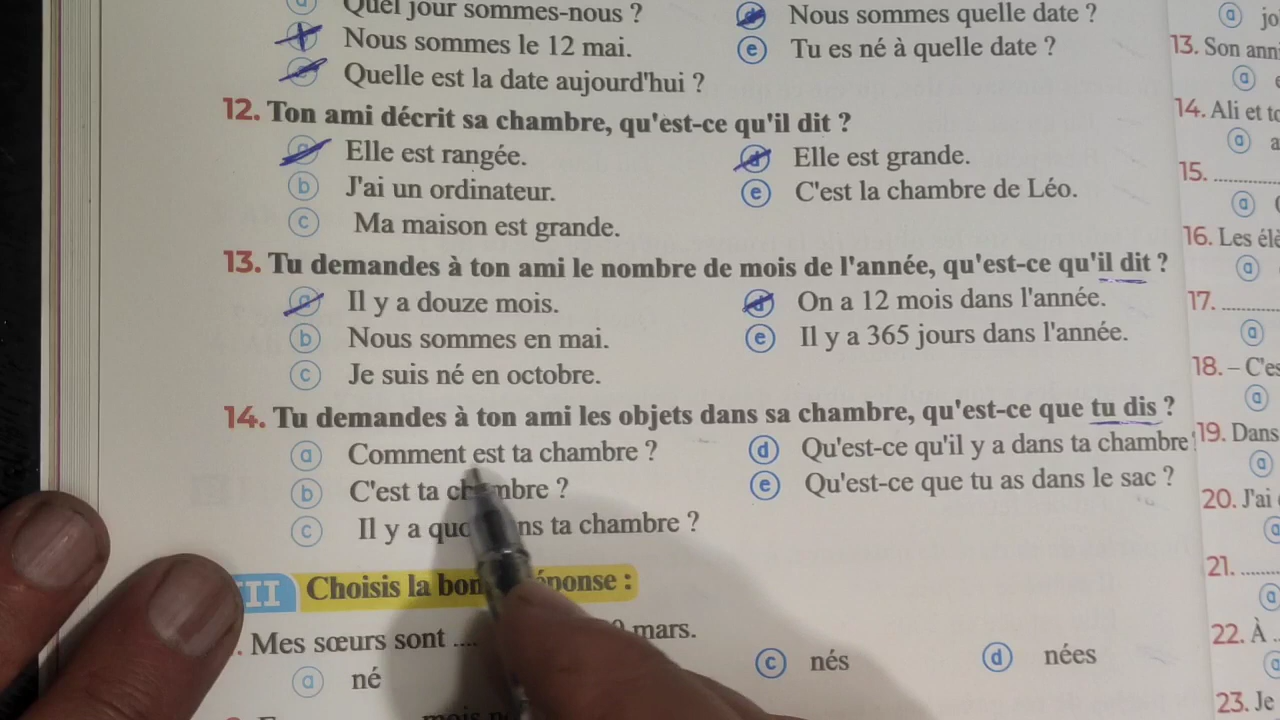 Quel jour sommes-nous ?
d Nous sommes quelle date ?
Nous sommes le 12 mai.
e Tu es né à quelle date ?
Quelle est la date aujourd'hui ?
12. Ton ami décrit sa chambre, qu'est-ce qu'il dit ?
a Elle est rangée.
d Elle est grande.
b J'ai un ordinateur.
e C'est la chambre de Léo.
c Ma maison est grande.
13. Tu demandes à ton ami le nombre de mois de l'année, qu'est-ce qu'il dit ?
a Il y a douze mois.
d On a 12 mois dans l'année.
b Nous sommes en mai.
e Il y a 365 jours dans l'année.
c Je suis né en octobre.
14. Tu demandes à ton ami les objets dans sa chambre, qu'est-ce que tu dis ?
a Comment est ta chambre ?
d Qu'est-ce qu'il y a dans ta chambre
b C'est ta chambre ?
e Qu'est-ce que tu as dans le sac ?
c Il y a ta chambre ?
II Choisis la bonne réponse :
Mes sœurs sont .... mars.
a né
c nés
d nées
a jo
13. Son ann
a
14. Ali et to
a a
15. ..........
a
16. Les élè
a
17. ..........
a
18. – C'es
a
19. Dans
a
20. J'ai
a
21. ......
a
22. À ..
a
23. Je